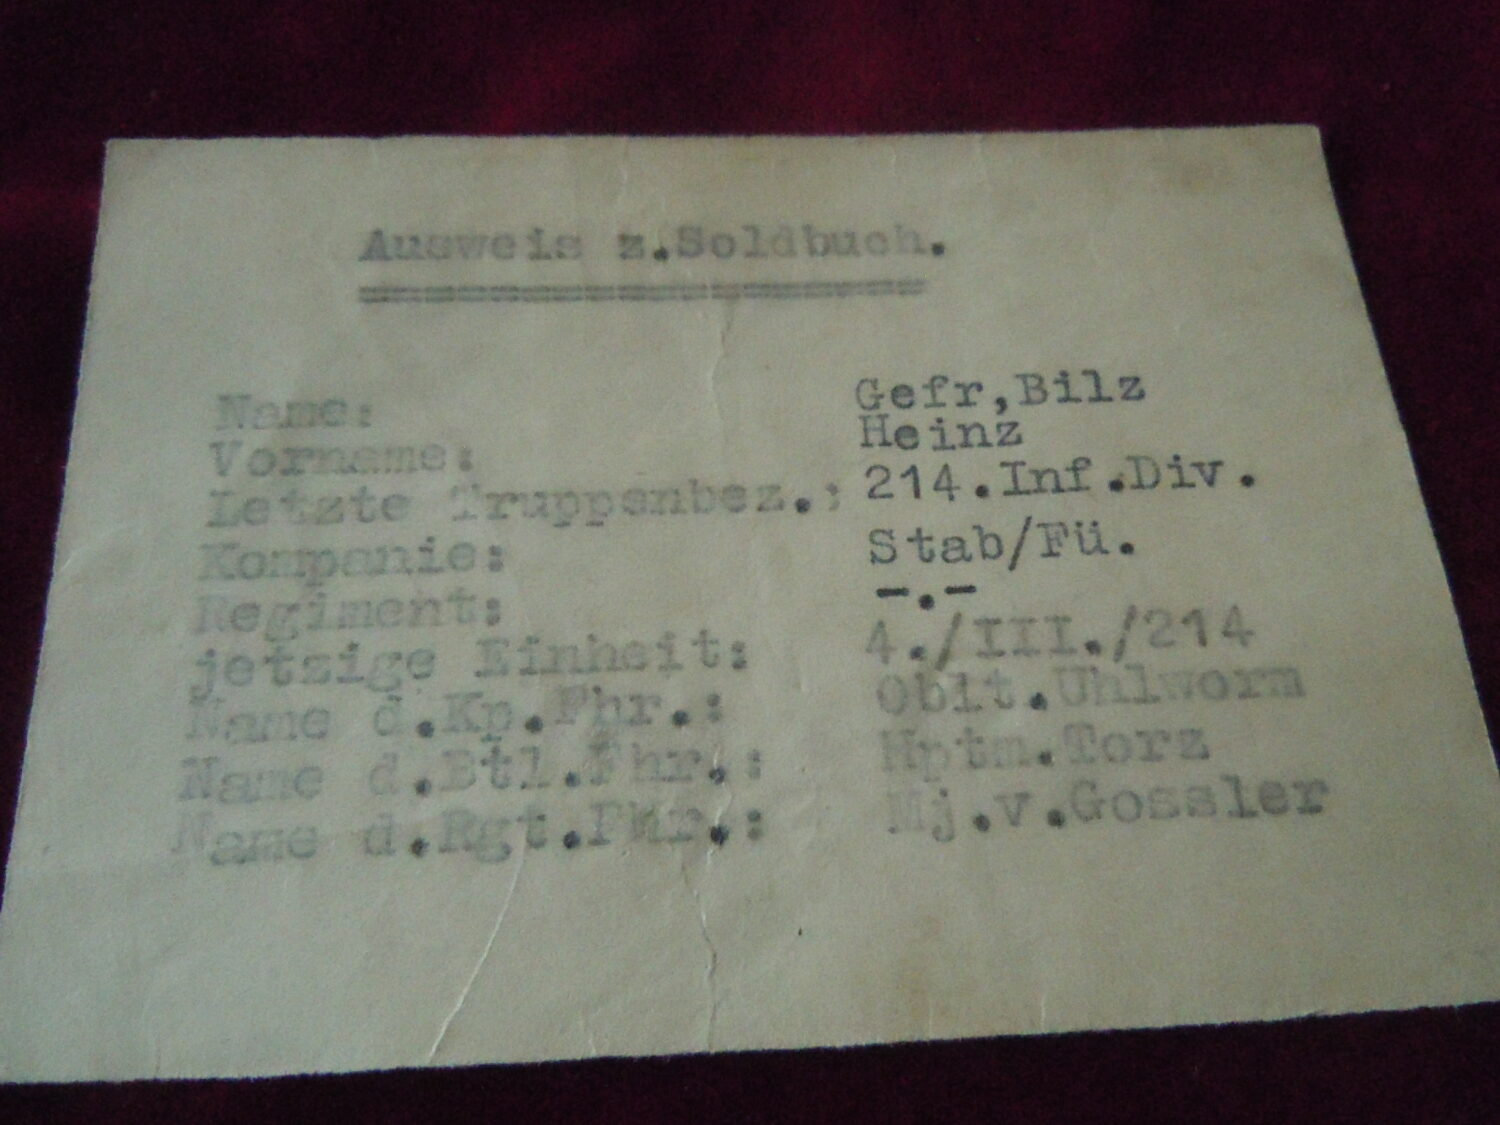 Ausweis z.Soldbuch.
Name: Gefr,Bilz
Vorname: Heinz
Letzte Truppenbez.: 214.Inf.Div.
Kompanie: Stab/Fü.
Regiment: -.-
jetzige Einheit: 4./III./214
Name d.Kp.Fhr.: Oblt.Uhlworm
Name d.Btl.Fhr.: Hptm.Torz
Name d.Rgt.Fhr.: Mj.v.Gossler